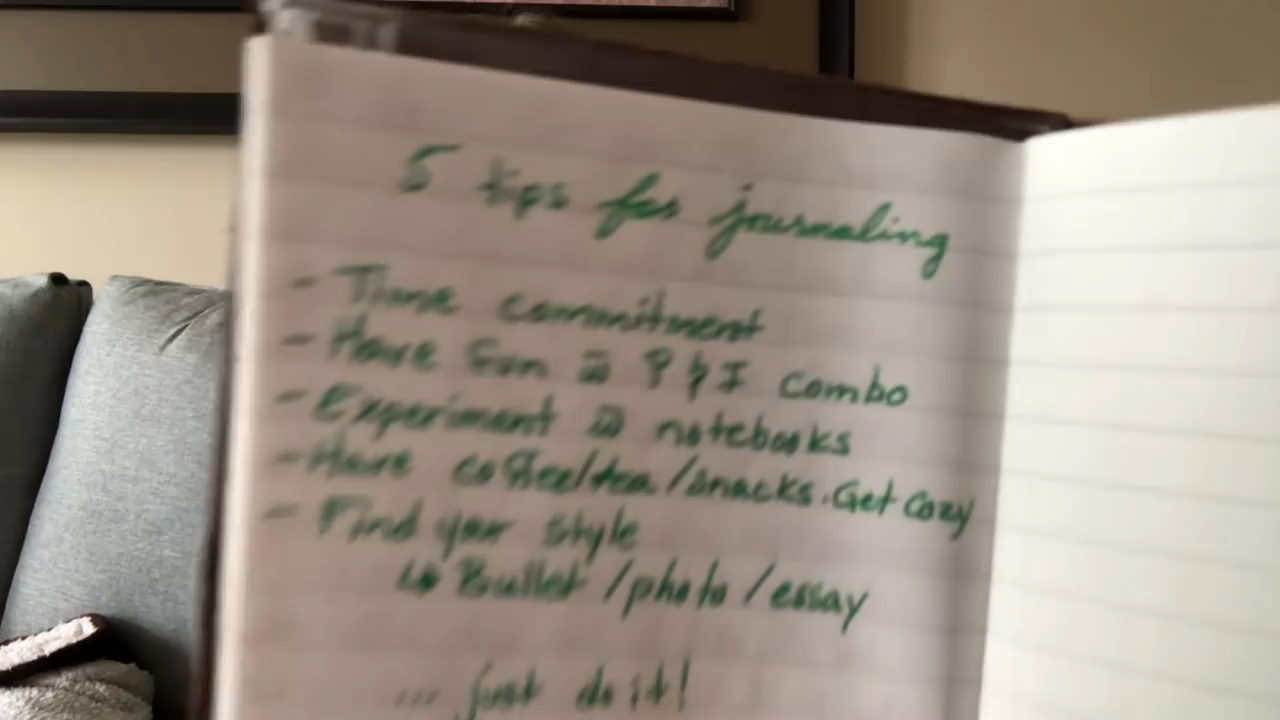 5 tips for journaling
- Time commitment
- Have fun w̄ P & I combo
- Experiment w̄ notebooks
- Have coffee/tea/snacks. Get Cozy
- Find your style
↳ Bullet / photo / essay
... just do it!